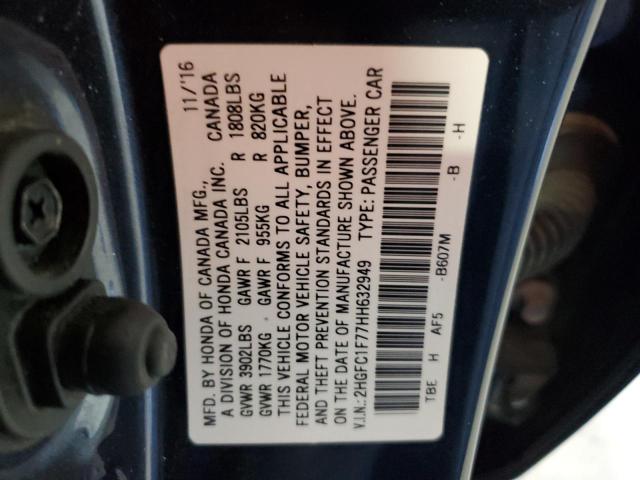 MFD. BY HONDA OF CANADA MFG., 11/'16
A DIVISION OF HONDA CANADA INC. CANADA
GVWR 3902LBS GAWR F 2105LBS R 1808LBS
GVWR 1770KG GAWR F 955KG R 820KG
THIS VEHICLE CONFORMS TO ALL APPLICABLE
FEDERAL MOTOR VEHICLE SAFETY, BUMPER,
AND THEFT PREVENTION STANDARDS IN EFFECT
ON THE DATE OF MANUFACTURE SHOWN ABOVE.
V.I.N.: 2HGFC1F77HH632949 TYPE: PASSENGER CAR
TBE H AF5 -B607M -B -H